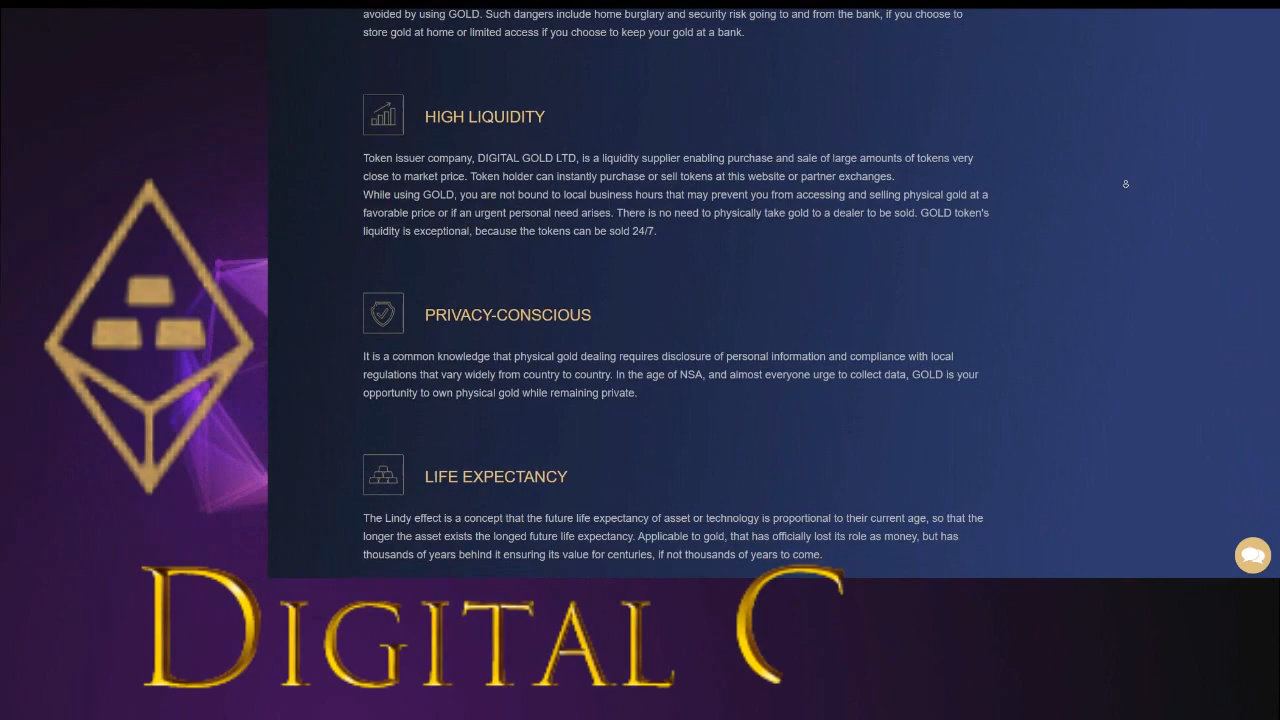 avoided by using GOLD. Such dangers include home burglary and security risk going to and from the bank, if you choose to
store gold at home or limited access if you choose to keep your gold at a bank.
HIGH LIQUIDITY
Token issuer company, DIGITAL GOLD LTD, is a liquidity supplier enabling purchase and sale of large amounts of tokens very
close to market price. Token holder can instantly purchase or sell tokens at this website or partner exchanges.
While using GOLD, you are not bound to local business hours that may prevent you from accessing and selling physical gold at a
favorable price or if an urgent personal need arises. There is no need to physically take gold to a dealer to be sold. GOLD token's
liquidity is exceptional, because the tokens can be sold 24/7.
PRIVACY-CONSCIOUS
It is a common knowledge that physical gold dealing requires disclosure of personal information and compliance with local
regulations that vary widely from country to country. In the age of NSA, and almost everyone urge to collect data, GOLD is your
opportunity to own physical gold while remaining private.
LIFE EXPECTANCY
The Lindy effect is a concept that the future life expectancy of asset or technology is proportional to their current age, so that the
longer the asset exists the longed future life expectancy. Applicable to gold, that has officially lost its role as money, but has
thousands of years behind it ensuring its value for centuries, if not thousands of years to come.
DIGITAL C